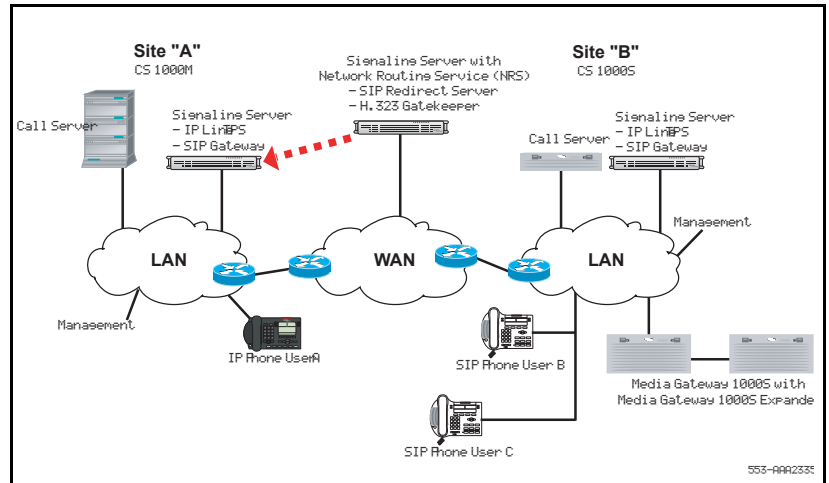 Site "A"
CS 1000M
Signaling Server with
Network Routing Service (NRS)
– SIP Redirect Server
– H.323 Gatekeeper
Site "B"
CS 1000S
Call Server
Signaling Server
– IP Line
– SIP Gateway
Call Server
Signaling Server
– IP Line
– SIP Gateway
Management
LAN
WAN
LAN
Management
IP Phone User A
SIP Phone User B
Media Gateway 1000S with
Media Gateway 1000S Expande
SIP Phone User C
553-AAA2335